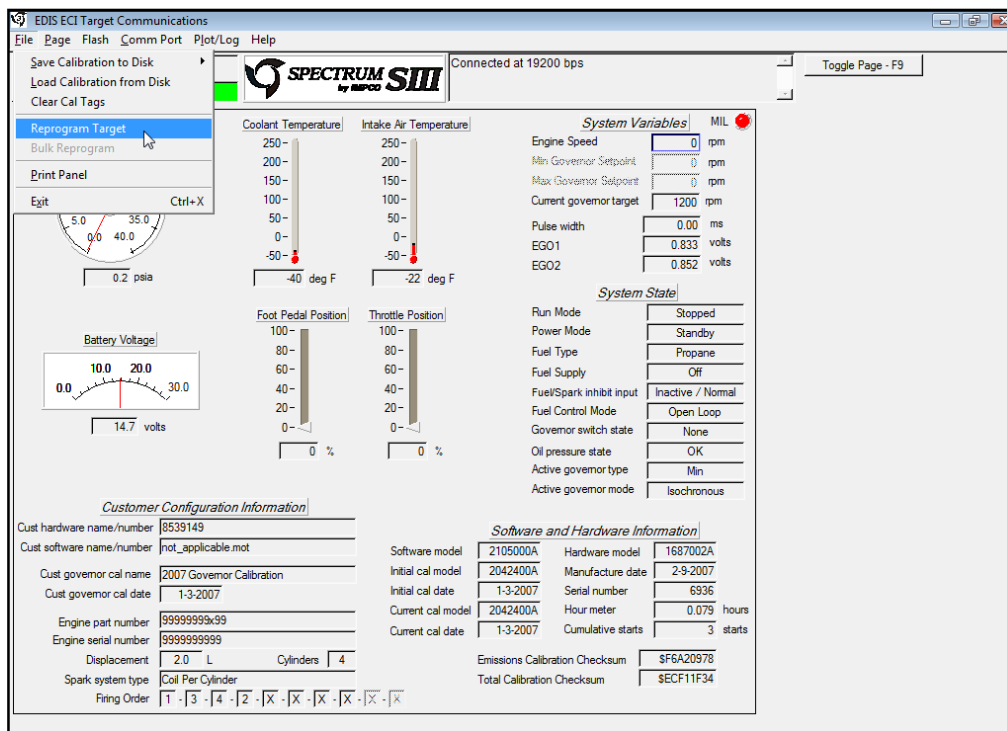 EDIS ECI Target Communications
File Page Flash Comm Port Plot/Log Help
Save Calibration to Disk
Load Calibration from Disk
Clear Cal Tags
Reprogram Target
Bulk Reprogram
Print Panel
Exit Ctrl+X
SPECTRUM SIII
by IMPCO
Connected at 19200 bps
Toggle Page - F9
5.0 35.0
0.0 40.0
0.2 psia
Coolant Temperature
250
200
150
100
50
0
-50
-40 deg F
Intake Air Temperature
250
200
150
100
50
0
-50
-22 deg F
Battery Voltage
0.0 10.0 20.0 30.0
14.7 volts
Foot Pedal Position
100
80
60
40
20
0
0 %
Throttle Position
100
80
60
40
20
0
0 %
System Variables MIL
Engine Speed 0 rpm
Min Governor Setpoint 0 rpm
Max Governor Setpoint 0 rpm
Current governor target 1200 rpm
Pulse width 0.00 ms
EGO1 0.833 volts
EGO2 0.852 volts
System State
Run Mode Stopped
Power Mode Standby
Fuel Type Propane
Fuel Supply Off
Fuel/Spark inhibit input Inactive / Normal
Fuel Control Mode Open Loop
Governor switch state None
Oil pressure state OK
Active governor type Min
Active governor mode Isochronous
Customer Configuration Information
Cust hardware name/number 8539149
Cust software name/number not_applicable.mot
Cust governor cal name 2007 Governor Calibration
Cust governor cal date 1-3-2007
Engine part number 99999999x99
Engine serial number 9999999999
Displacement 2.0 L Cylinders 4
Spark system type Coil Per Cylinder
Firing Order 1 - 3 - 4 - 2 - X - X - X - X - X - X
Software and Hardware Information
Software model 2105000A Hardware model 1687002A
Initial cal model 2042400A Manufacture date 2-9-2007
Initial cal date 1-3-2007 Serial number 6936
Current cal model 2042400A Hour meter 0.079 hours
Current cal date 1-3-2007 Cumulative starts 3 starts
Emissions Calibration Checksum $F6A20978
Total Calibration Checksum $ECF11F34